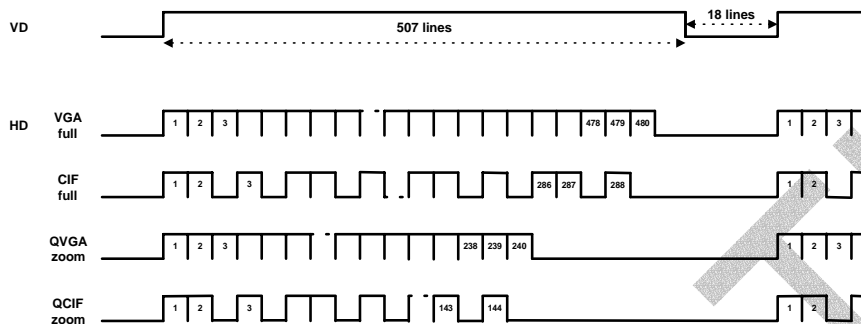 18 lines
VD
507 lines
HD
VGA full
1 2 3 478 479 480 1 2 3
CIF full
1 2 3 286 287 288 1 2
QVGA zoom
1 2 3 238 239 240 1 2 3
QCIF zoom
1 2 3 143 144 1 2